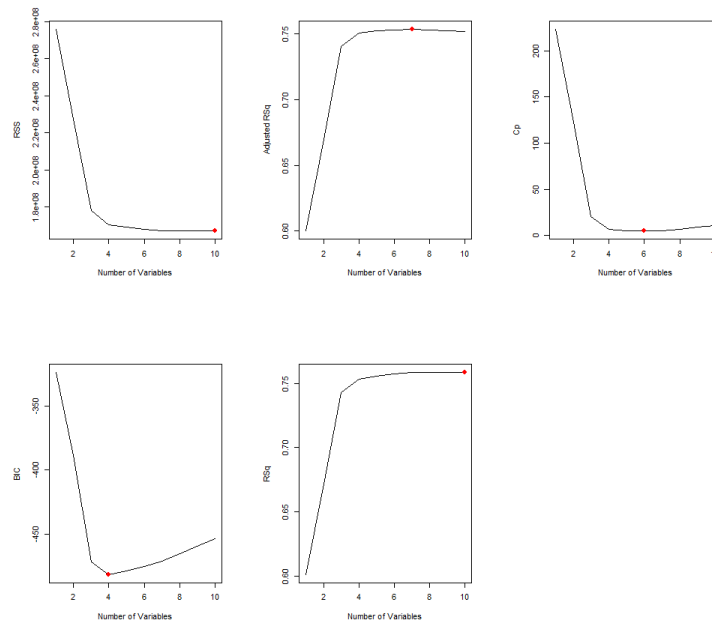 RSS
2.8e+08
2.6e+08
2.4e+08
2.2e+08
2.0e+08
1.8e+08
2 4 6 8 10
Number of Variables
Adjusted RSq
0.75
0.70
0.65
0.60
2 4 6 8 10
Number of Variables
Cp
200
150
100
50
0
2 4 6 8
Number of Variables
BIC
-350
-400
-450
2 4 6 8 10
Number of Variables
RSq
0.75
0.70
0.65
0.60
2 4 6 8 10
Number of Variables